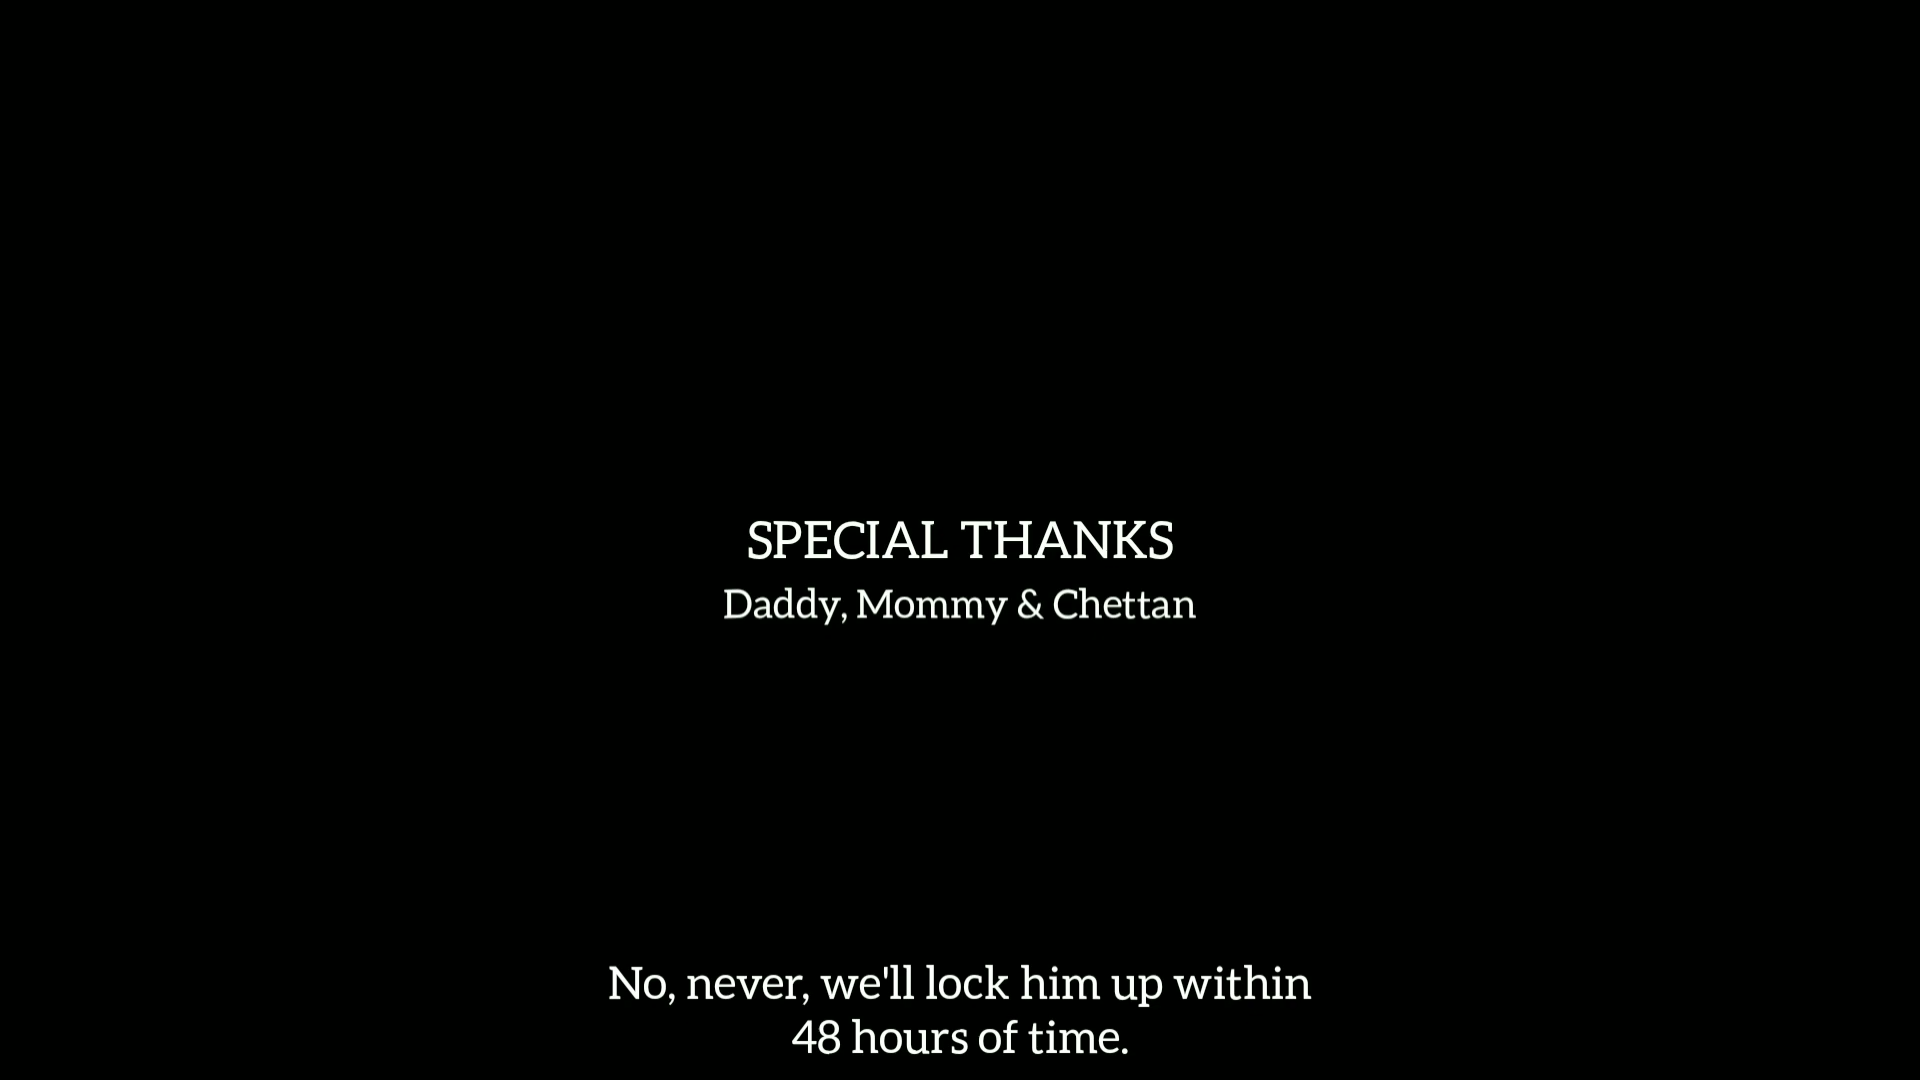 SPECIAL THANKS
Daddy, Mommy & Chettan
No, never, we'll lock him up within
48 hours of time.